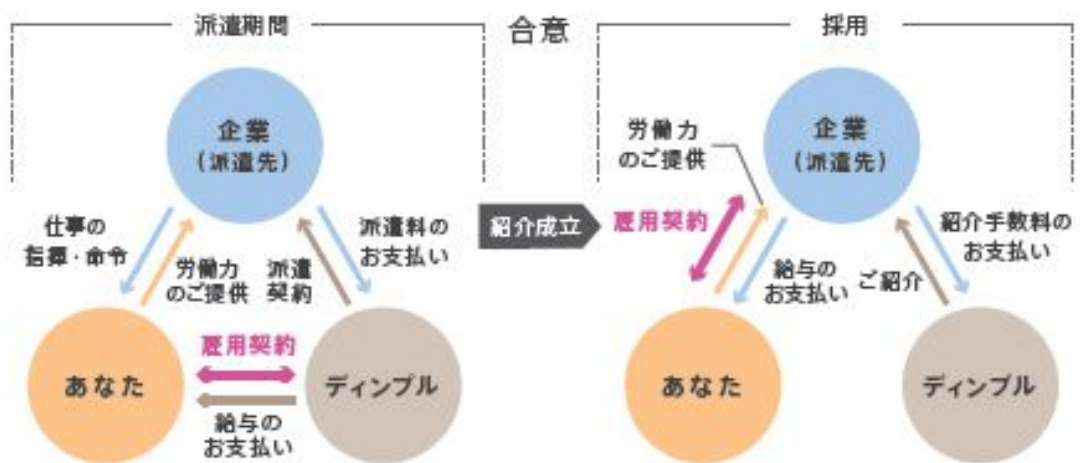 派遣期間
合意
採用
企業
(派遣先)
仕事の
指揮・命令
労働力
のご提供
派遣
契約
派遣料の
お支払い
あなた
雇用契約
給与の
お支払い
ディンプル
紹介成立
労働力
のご提供
企業
(派遣先)
雇用契約
給与の
お支払い
ご紹介
紹介手数料の
お支払い
あなた
ディンプル